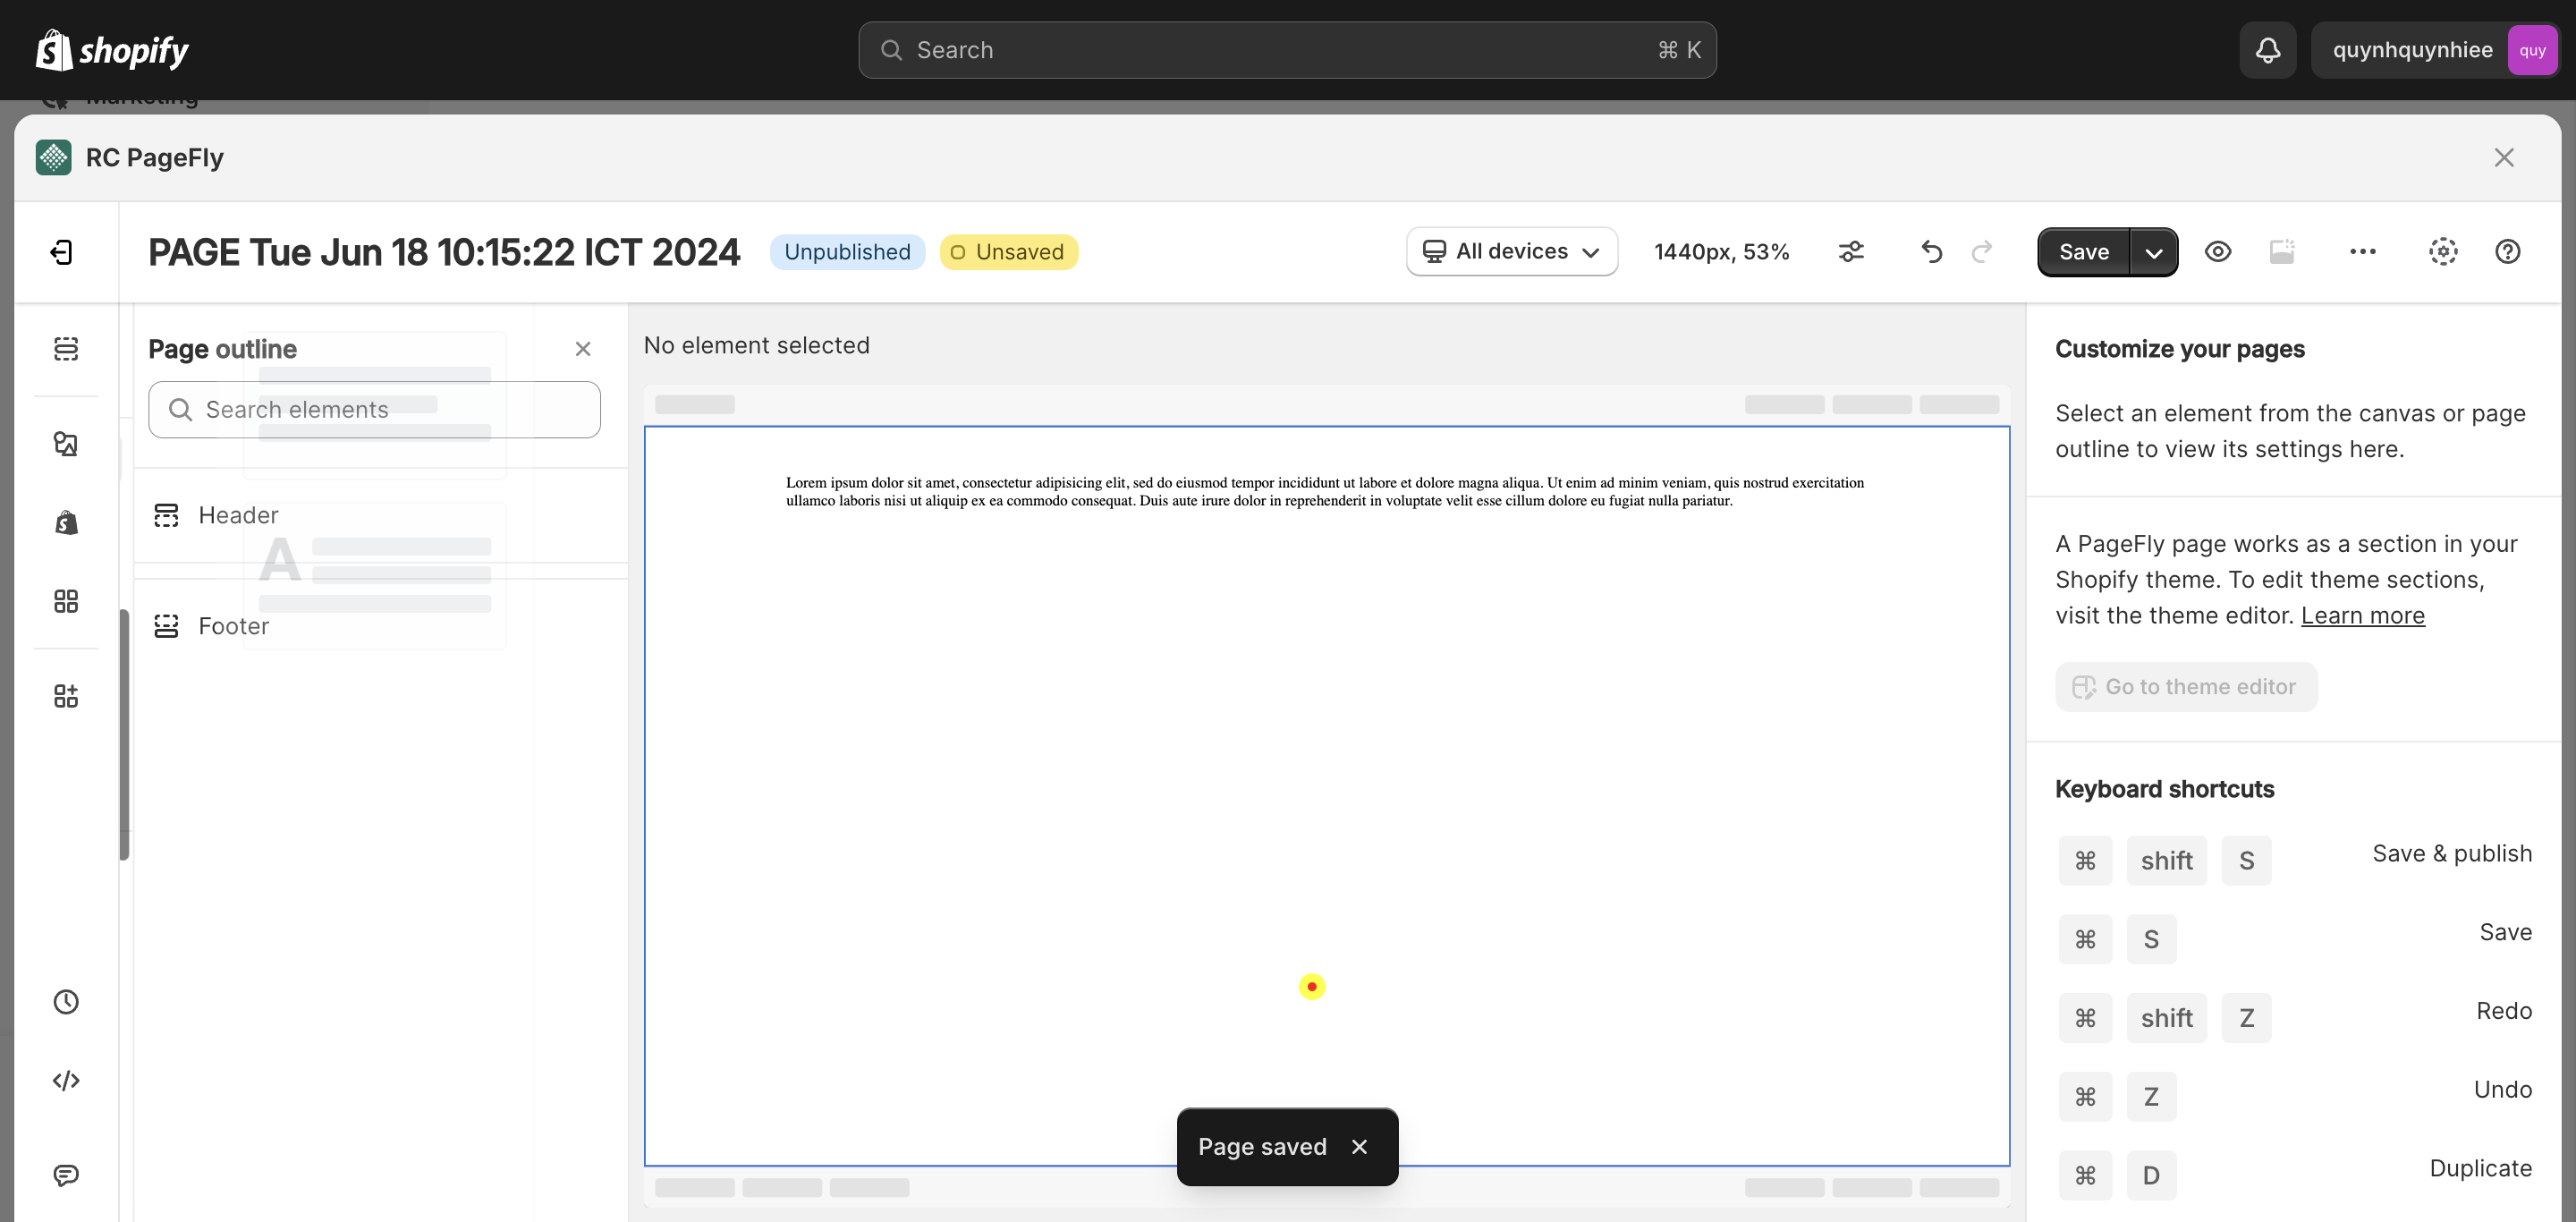 shopify
Search
⌘ K
quynhquynhiee
quy
Marketing
RC PageFly
PAGE Tue Jun 18 10:15:22 ICT 2024
Unpublished
Unsaved
All devices
1440px, 53%
Save
Page outline
Search elements
Header
A
Footer
No element selected
Lorem ipsum dolor sit amet, consectetur adipisicing elit, sed do eiusmod tempor incididunt ut labore et dolore magna aliqua. Ut enim ad minim veniam, quis nostrud exercitation
ullamco laboris nisi ut aliquip ex ea commodo consequat. Duis aute irure dolor in reprehenderit in voluptate velit esse cillum dolore eu fugiat nulla pariatur.
Page saved
Customize your pages
Select an element from the canvas or page
outline to view its settings here.
A PageFly page works as a section in your
Shopify theme. To edit theme sections,
visit the theme editor. Learn more
Go to theme editor
Keyboard shortcuts
⌘ shift S Save & publish
⌘ S Save
⌘ shift Z Redo
⌘ Z Undo
⌘ D Duplicate